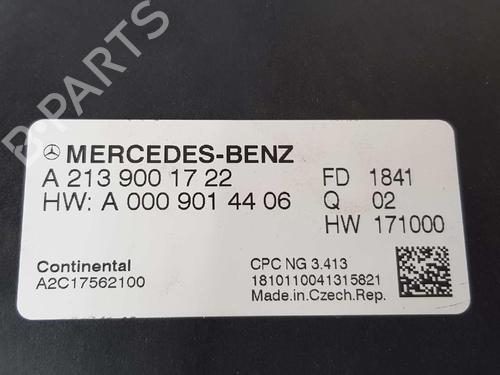 MERCEDES-BENZ
A 213 900 17 22 FD 1841
HW: A 000 901 44 06 Q 02
HW 171000
Continental CPC NG 3.413
A2C17562100 1810110041315821
Made.in.Czech.Rep.
B-Parts